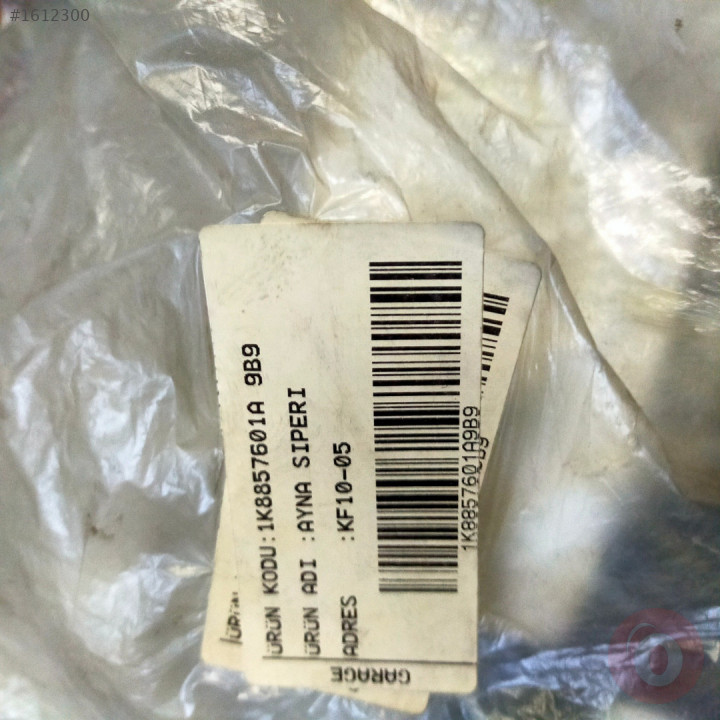 #1612300
ÜRÜN KODU:1K8857601A 9B9
ÜRÜN ADI :AYNA SIPERI
ADRES :KF10-05
1K8857601A9B9
GARAGE